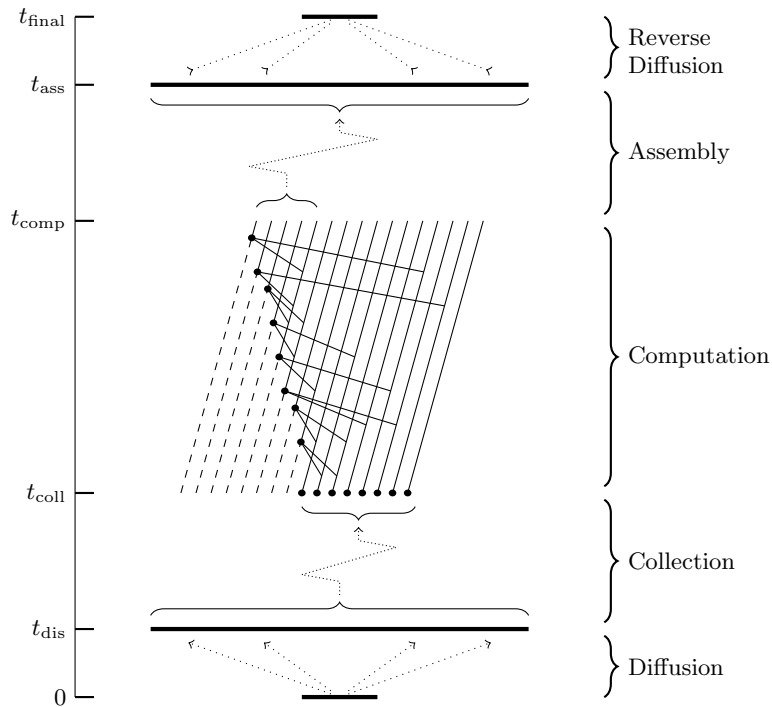 t_final
Reverse
Diffusion
t_ass
Assembly
t_comp
Computation
t_coll
Collection
t_dis
Diffusion
0